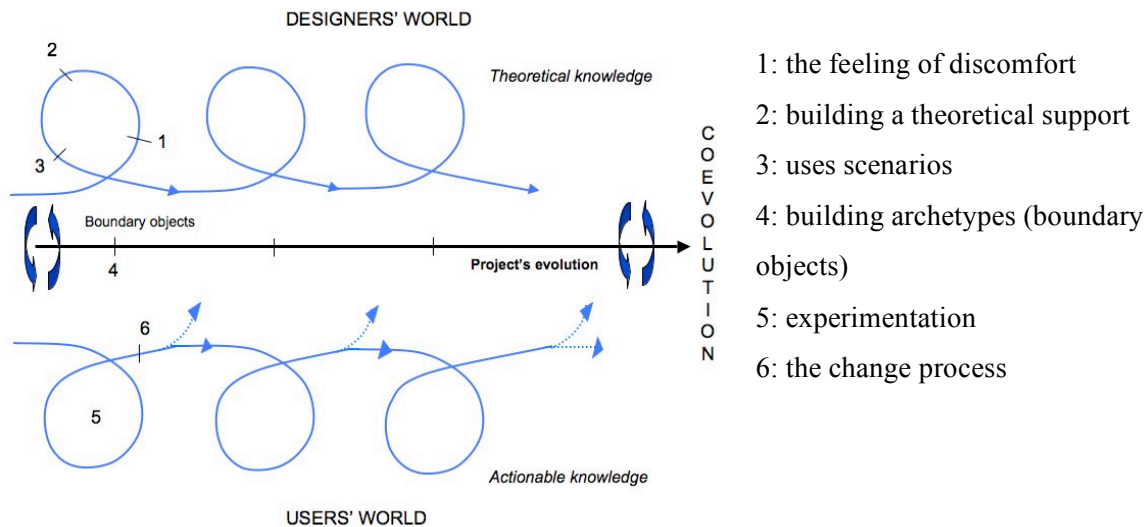 DESIGNERS' WORLD
2
Theoretical knowledge
1
3
Boundary objects
4
Project's evolution
COEVOLUTION
6
5
Actionable knowledge
USERS' WORLD
1: the feeling of discomfort
2: building a theoretical support
3: uses scenarios
4: building archetypes (boundary
objects)
5: experimentation
6: the change process